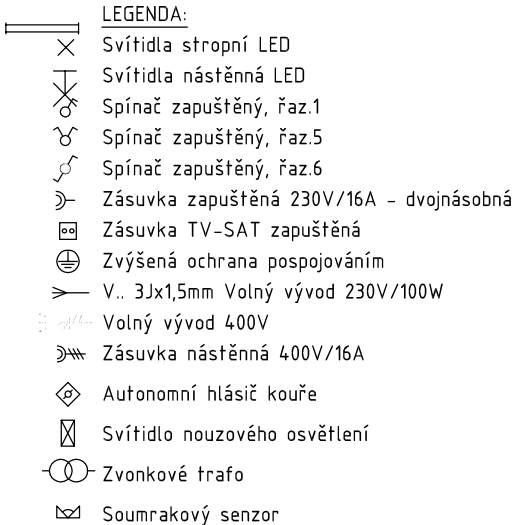 LEGENDA:
Svítidla stropní LED
Svítidla nástěnná LED
Spínač zapuštěný, řaz.1
Spínač zapuštěný, řaz.5
Spínač zapuštěný, řaz.6
Zásuvka zapuštěná 230V/16A - dvojnásobná
Zásuvka TV-SAT zapuštěná
Zvýšená ochrana pospojováním
V.. 3Jx1,5mm Volný vývod 230V/100W
Volný vývod 400V
Zásuvka nástěnná 400V/16A
Autonomní hlásič kouře
Svítidlo nouzového osvětlení
Zvonkové trafo
Soumrakový senzor